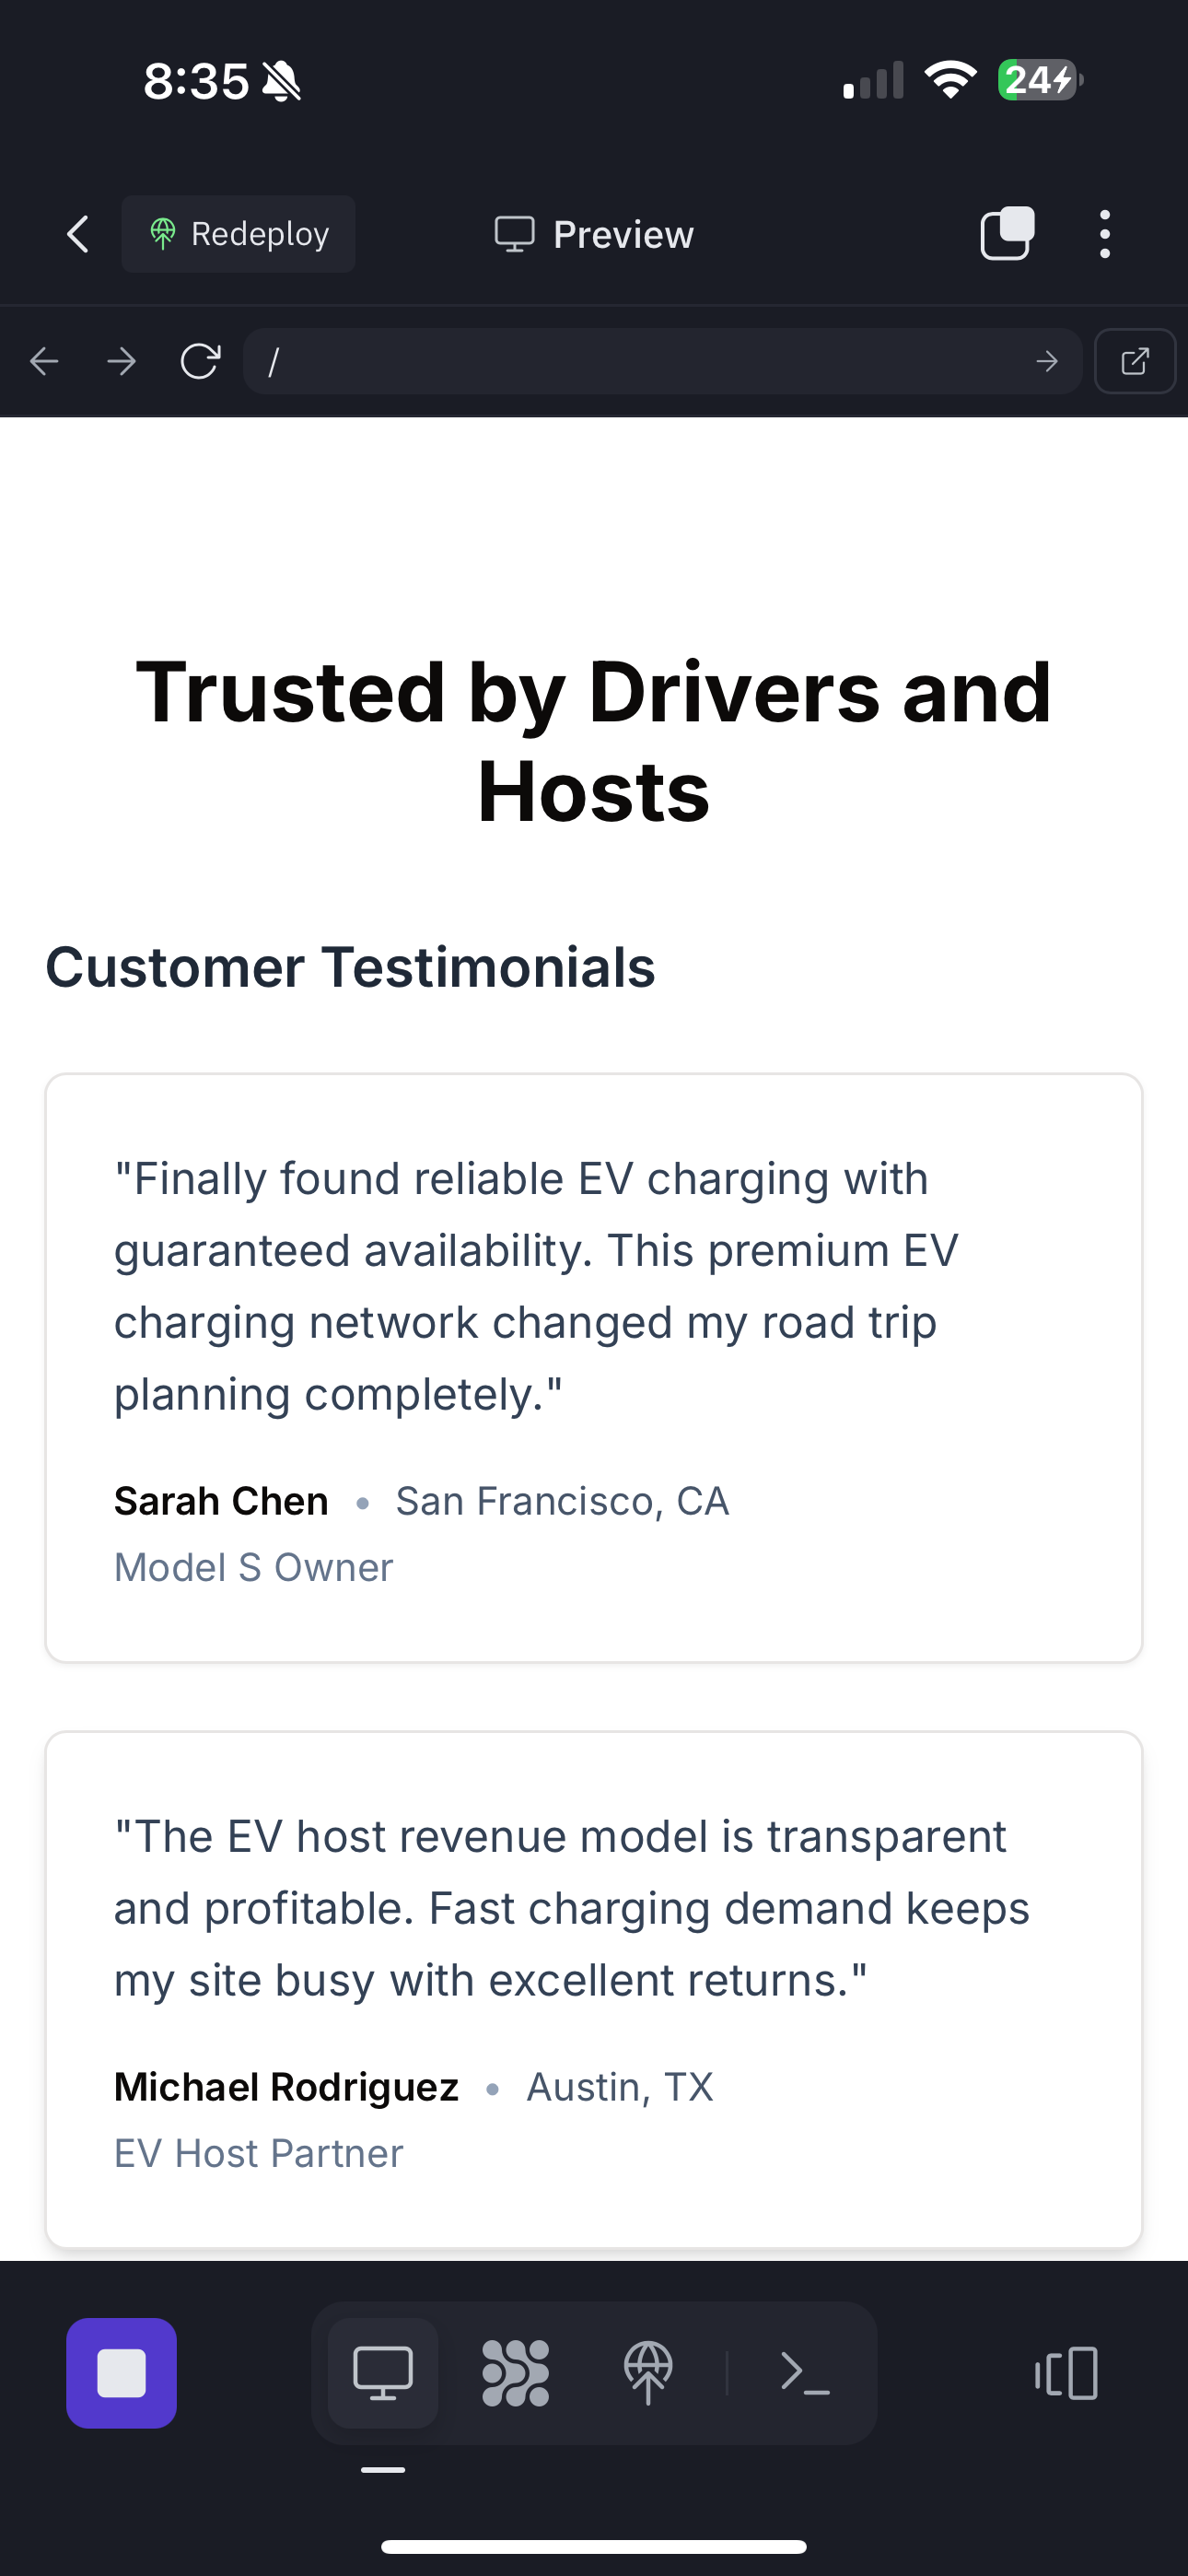 8:35
24
Redeploy
Preview
/
Trusted by Drivers and
Hosts
Customer Testimonials
"Finally found reliable EV charging with
guaranteed availability. This premium EV
charging network changed my road trip
planning completely."
Sarah Chen • San Francisco, CA
Model S Owner
"The EV host revenue model is transparent
and profitable. Fast charging demand keeps
my site busy with excellent returns."
Michael Rodriguez • Austin, TX
EV Host Partner